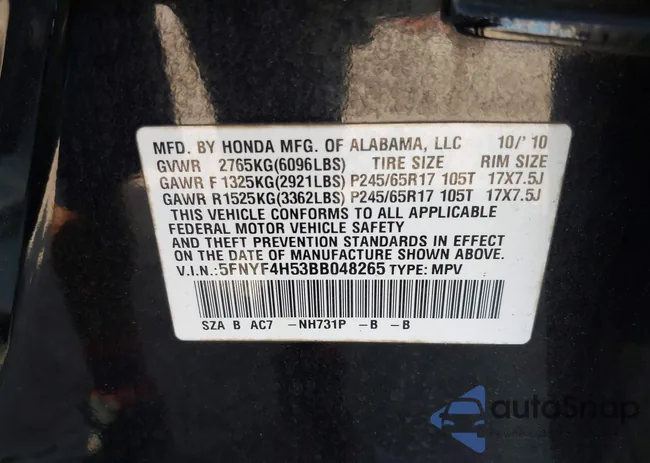 MFD. BY HONDA MFG. OF ALABAMA, LLC 10/'10
GVWR 2765KG(6096LBS) TIRE SIZE RIM SIZE
GAWR F 1325KG(2921LBS) P245/65R17 105T 17X7.5J
GAWR R 1525KG(3362LBS) P245/65R17 105T 17X7.5J
THIS VEHICLE CONFORMS TO ALL APPLICABLE
FEDERAL MOTOR VEHICLE SAFETY
AND THEFT PREVENTION STANDARDS IN EFFECT
ON THE DATE OF MANUFACTURE SHOWN ABOVE.
V.I.N.:5FNYF4H53BB048265 TYPE: MPV
SZA B AC7 -NH731P -B -B
autoSnap